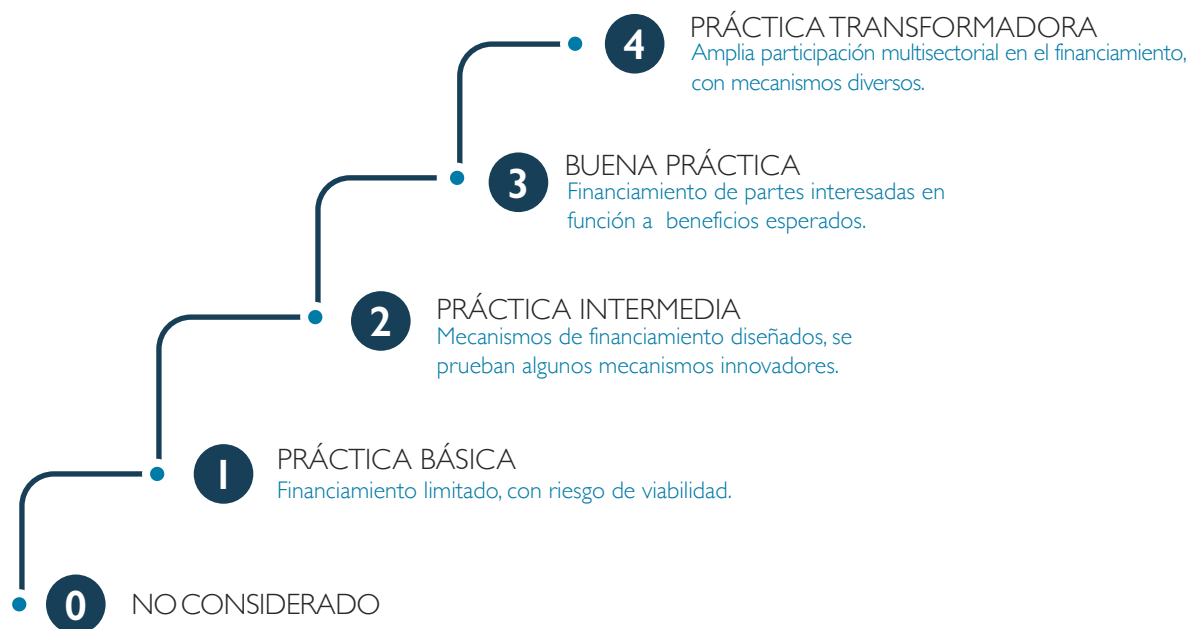 4
PRÁCTICA TRANSFORMADORA
Amplia participación multisectorial en el financiamiento,
con mecanismos diversos.
3
BUENA PRÁCTICA
Financiamiento de partes interesadas en
función a beneficios esperados.
2
PRÁCTICA INTERMEDIA
Mecanismos de financiamiento diseñados, se
prueban algunos mecanismos innovadores.
1
PRÁCTICA BÁSICA
Financiamiento limitado, con riesgo de viabilidad.
0
NO CONSIDERADO